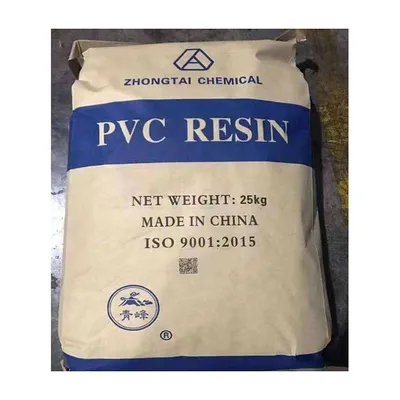 ZHONGTAI CHEMICAL
PVC RESIN
NET WEIGHT: 25kg
MADE IN CHINA
ISO 9001:2015
青峰
®